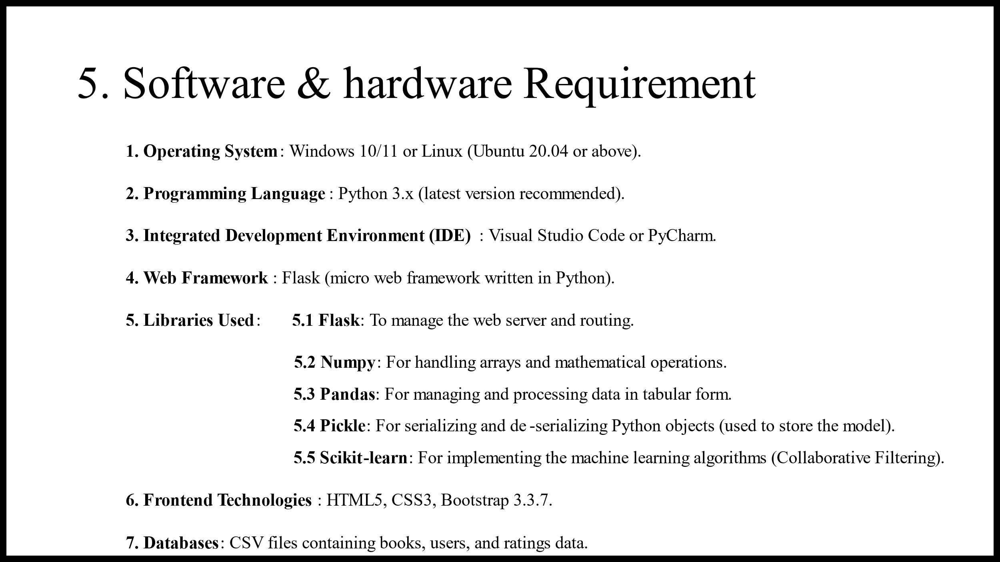 5. Software & hardware Requirement
1. Operating System: Windows 10/11 or Linux (Ubuntu 20.04 or above).
2. Programming Language : Python 3.x (latest version recommended).
3. Integrated Development Environment (IDE) : Visual Studio Code or PyCharm.
4. Web Framework : Flask (micro web framework written in Python).
5. Libraries Used: 5.1 Flask: To manage the web server and routing.
5.2 Numpy: For handling arrays and mathematical operations.
5.3 Pandas: For managing and processing data in tabular form.
5.4 Pickle: For serializing and de-serializing Python objects (used to store the model).
5.5 Scikit-learn: For implementing the machine learning algorithms (Collaborative Filtering).
6. Frontend Technologies : HTML5, CSS3, Bootstrap 3.3.7.
7. Databases: CSV files containing books, users, and ratings data.